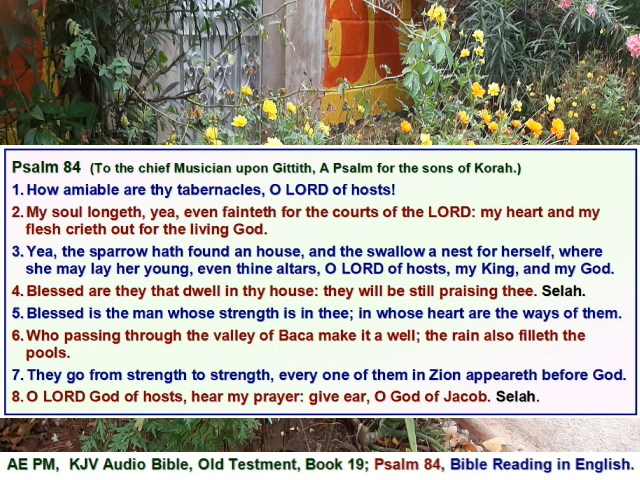 Psalm 84 (To the chief Musician upon Gittith, A Psalm for the sons of Korah.)
1. How amiable are thy tabernacles, O LORD of hosts!
2. My soul longeth, yea, even fainteth for the courts of the LORD: my heart and my
flesh crieth out for the living God.
3. Yea, the sparrow hath found an house, and the swallow a nest for herself, where
she may lay her young, even thine altars, O LORD of hosts, my King, and my God.
4. Blessed are they that dwell in thy house: they will be still praising thee. Selah.
5. Blessed is the man whose strength is in thee; in whose heart are the ways of them.
6. Who passing through the valley of Baca make it a well; the rain also filleth the
pools.
7. They go from strength to strength, every one of them in Zion appeareth before God.
8. O LORD God of hosts, hear my prayer: give ear, O God of Jacob. Selah.
AE PM, KJV Audio Bible, Old Testment, Book 19; Psalm 84, Bible Reading in English.